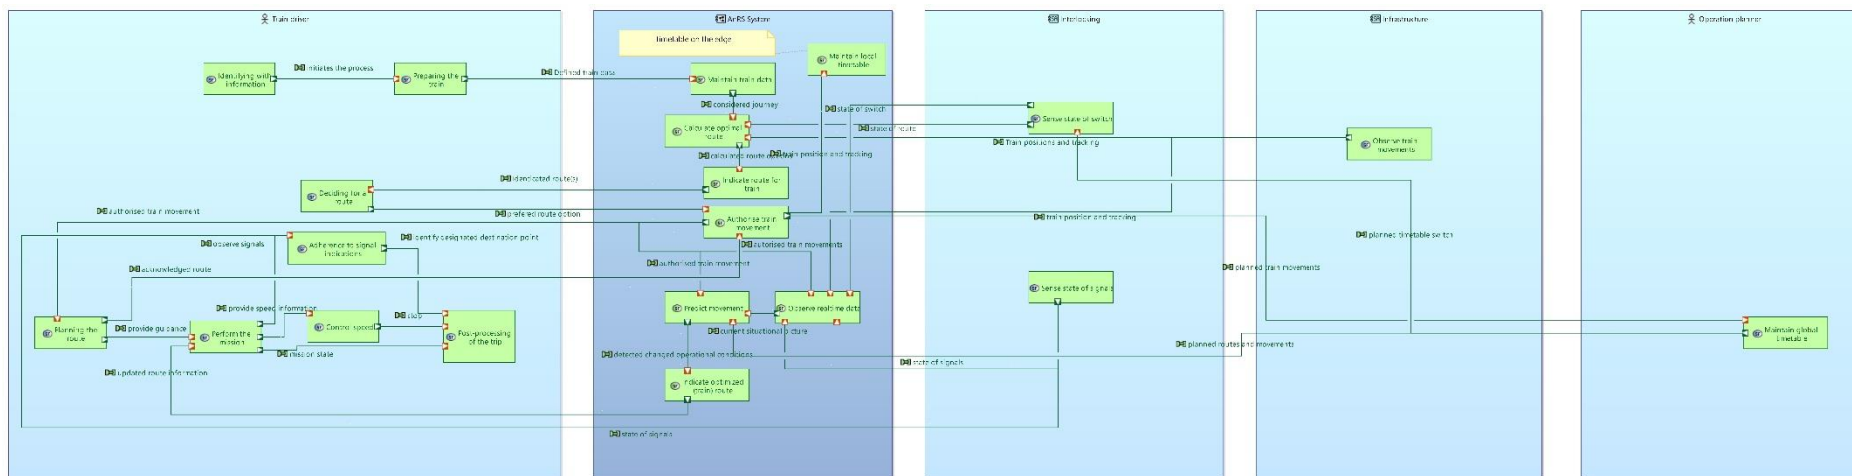 Train driver
AIRS System
Interlocking
Infrastructure
Operation planner
Timetable on the edge
Maintain local
timetable
Identifying with
information
initiates the process
Preparing the
train
Defined train data
Maintain train data
considered journey
state of switch
Calculate optimal
route
state of route
Sense state of switch
Train positions and tracking
Observe train
movements
calculated route options
train position and tracking
Indicate route for
train
Deciding for a
route
identicated route(s)
prefered route option
authorised train movement
Authorise train
movement
train position and tracking
planned timetable switch
observe signals
Adherence to signal
indications
identify designated destination point
autorised train movements
acknowledged route
authorised train movement
planned train movements
Sense state of signals
provide speed information
Predict movement
Observe realtime data
Planning the
route
provide guidance
Perform the
mission
Control speed
stop
Post-processing
of the trip
current situational picture
Maintain global
timetable
mission state
detected changed operational conditions
planned routes and movements
state of signals
updated route information
Indicate optimized
(train) route
state of signals